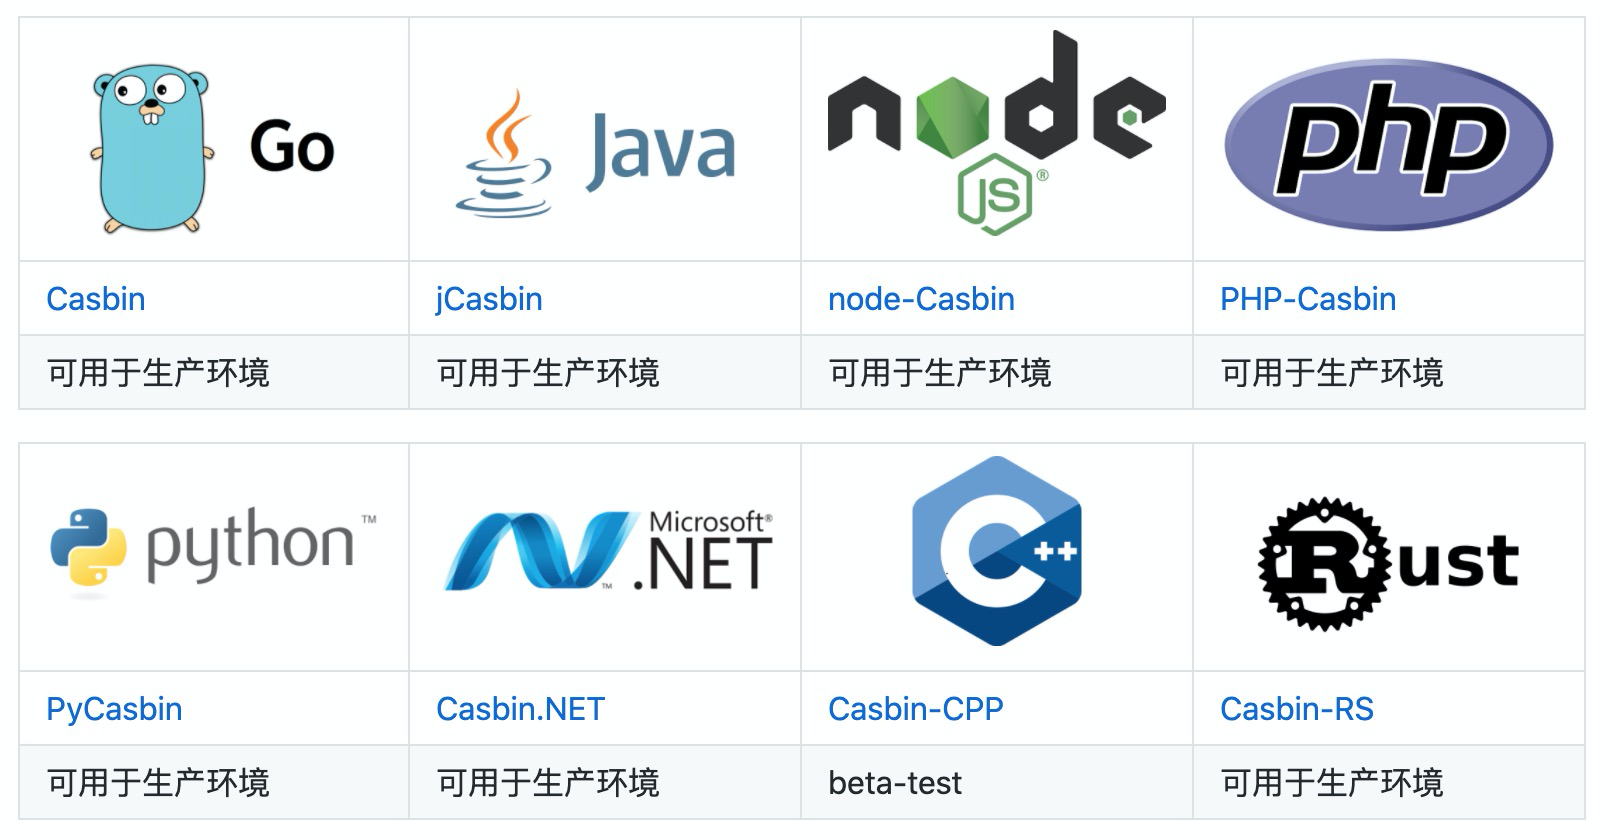 Go
Java
node
JS®
php
Casbin
jCasbin
node-Casbin
PHP-Casbin
可用于生产环境
可用于生产环境
可用于生产环境
可用于生产环境
python™
Microsoft®
.NET™
C++
Rust
PyCasbin
Casbin.NET
Casbin-CPP
Casbin-RS
可用于生产环境
可用于生产环境
beta-test
可用于生产环境